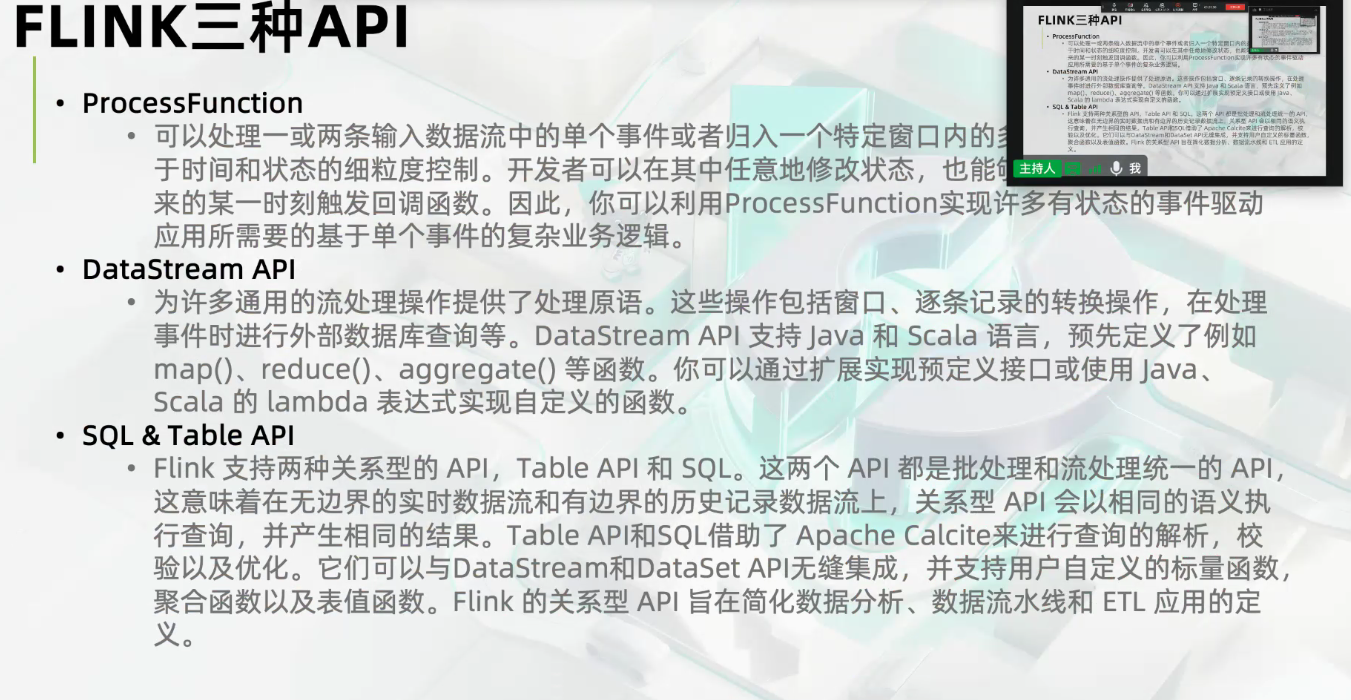 FLINK三种API
• ProcessFunction
• 可以处理一或两条输入数据流中的单个事件或者归入一个特定窗口内的
于时间和状态的细粒度控制。开发者可以在其中任意地修改状态，也能
来的某一时刻触发回调函数。因此，你可以利用ProcessFunction实现许多有状态的事件驱动
应用所需要的基于单个事件的复杂业务逻辑。
• DataStream API
• 为许多通用的流处理操作提供了处理原语。这些操作包括窗口、逐条记录的转换操作，在处理
事件时进行外部数据库查询等。DataStream API 支持 Java 和 Scala 语言，预先定义了例如
map()、reduce()、aggregate() 等函数。你可以通过扩展实现预定义接口或使用 Java、
Scala 的 lambda 表达式实现自定义的函数。
• SQL & Table API
• Flink 支持两种关系型的 API，Table API 和 SQL。这两个 API 都是批处理和流处理统一的 API，
这意味着在无边界的实时数据流和有边界的历史记录数据流上，关系型 API 会以相同的语义执
行查询，并产生相同的结果。Table API和SQL借助了 Apache Calcite来进行查询的解析，校
验以及优化。它们可以与DataStream和DataSet API无缝集成，并支持用户自定义的标量函数，
聚合函数以及表值函数。Flink 的关系型 API 旨在简化数据分析、数据流水线和 ETL 应用的定
义。
FLINK三种API
• ProcessFunction
• DataStream API
• SQL & Table API
主持人 我